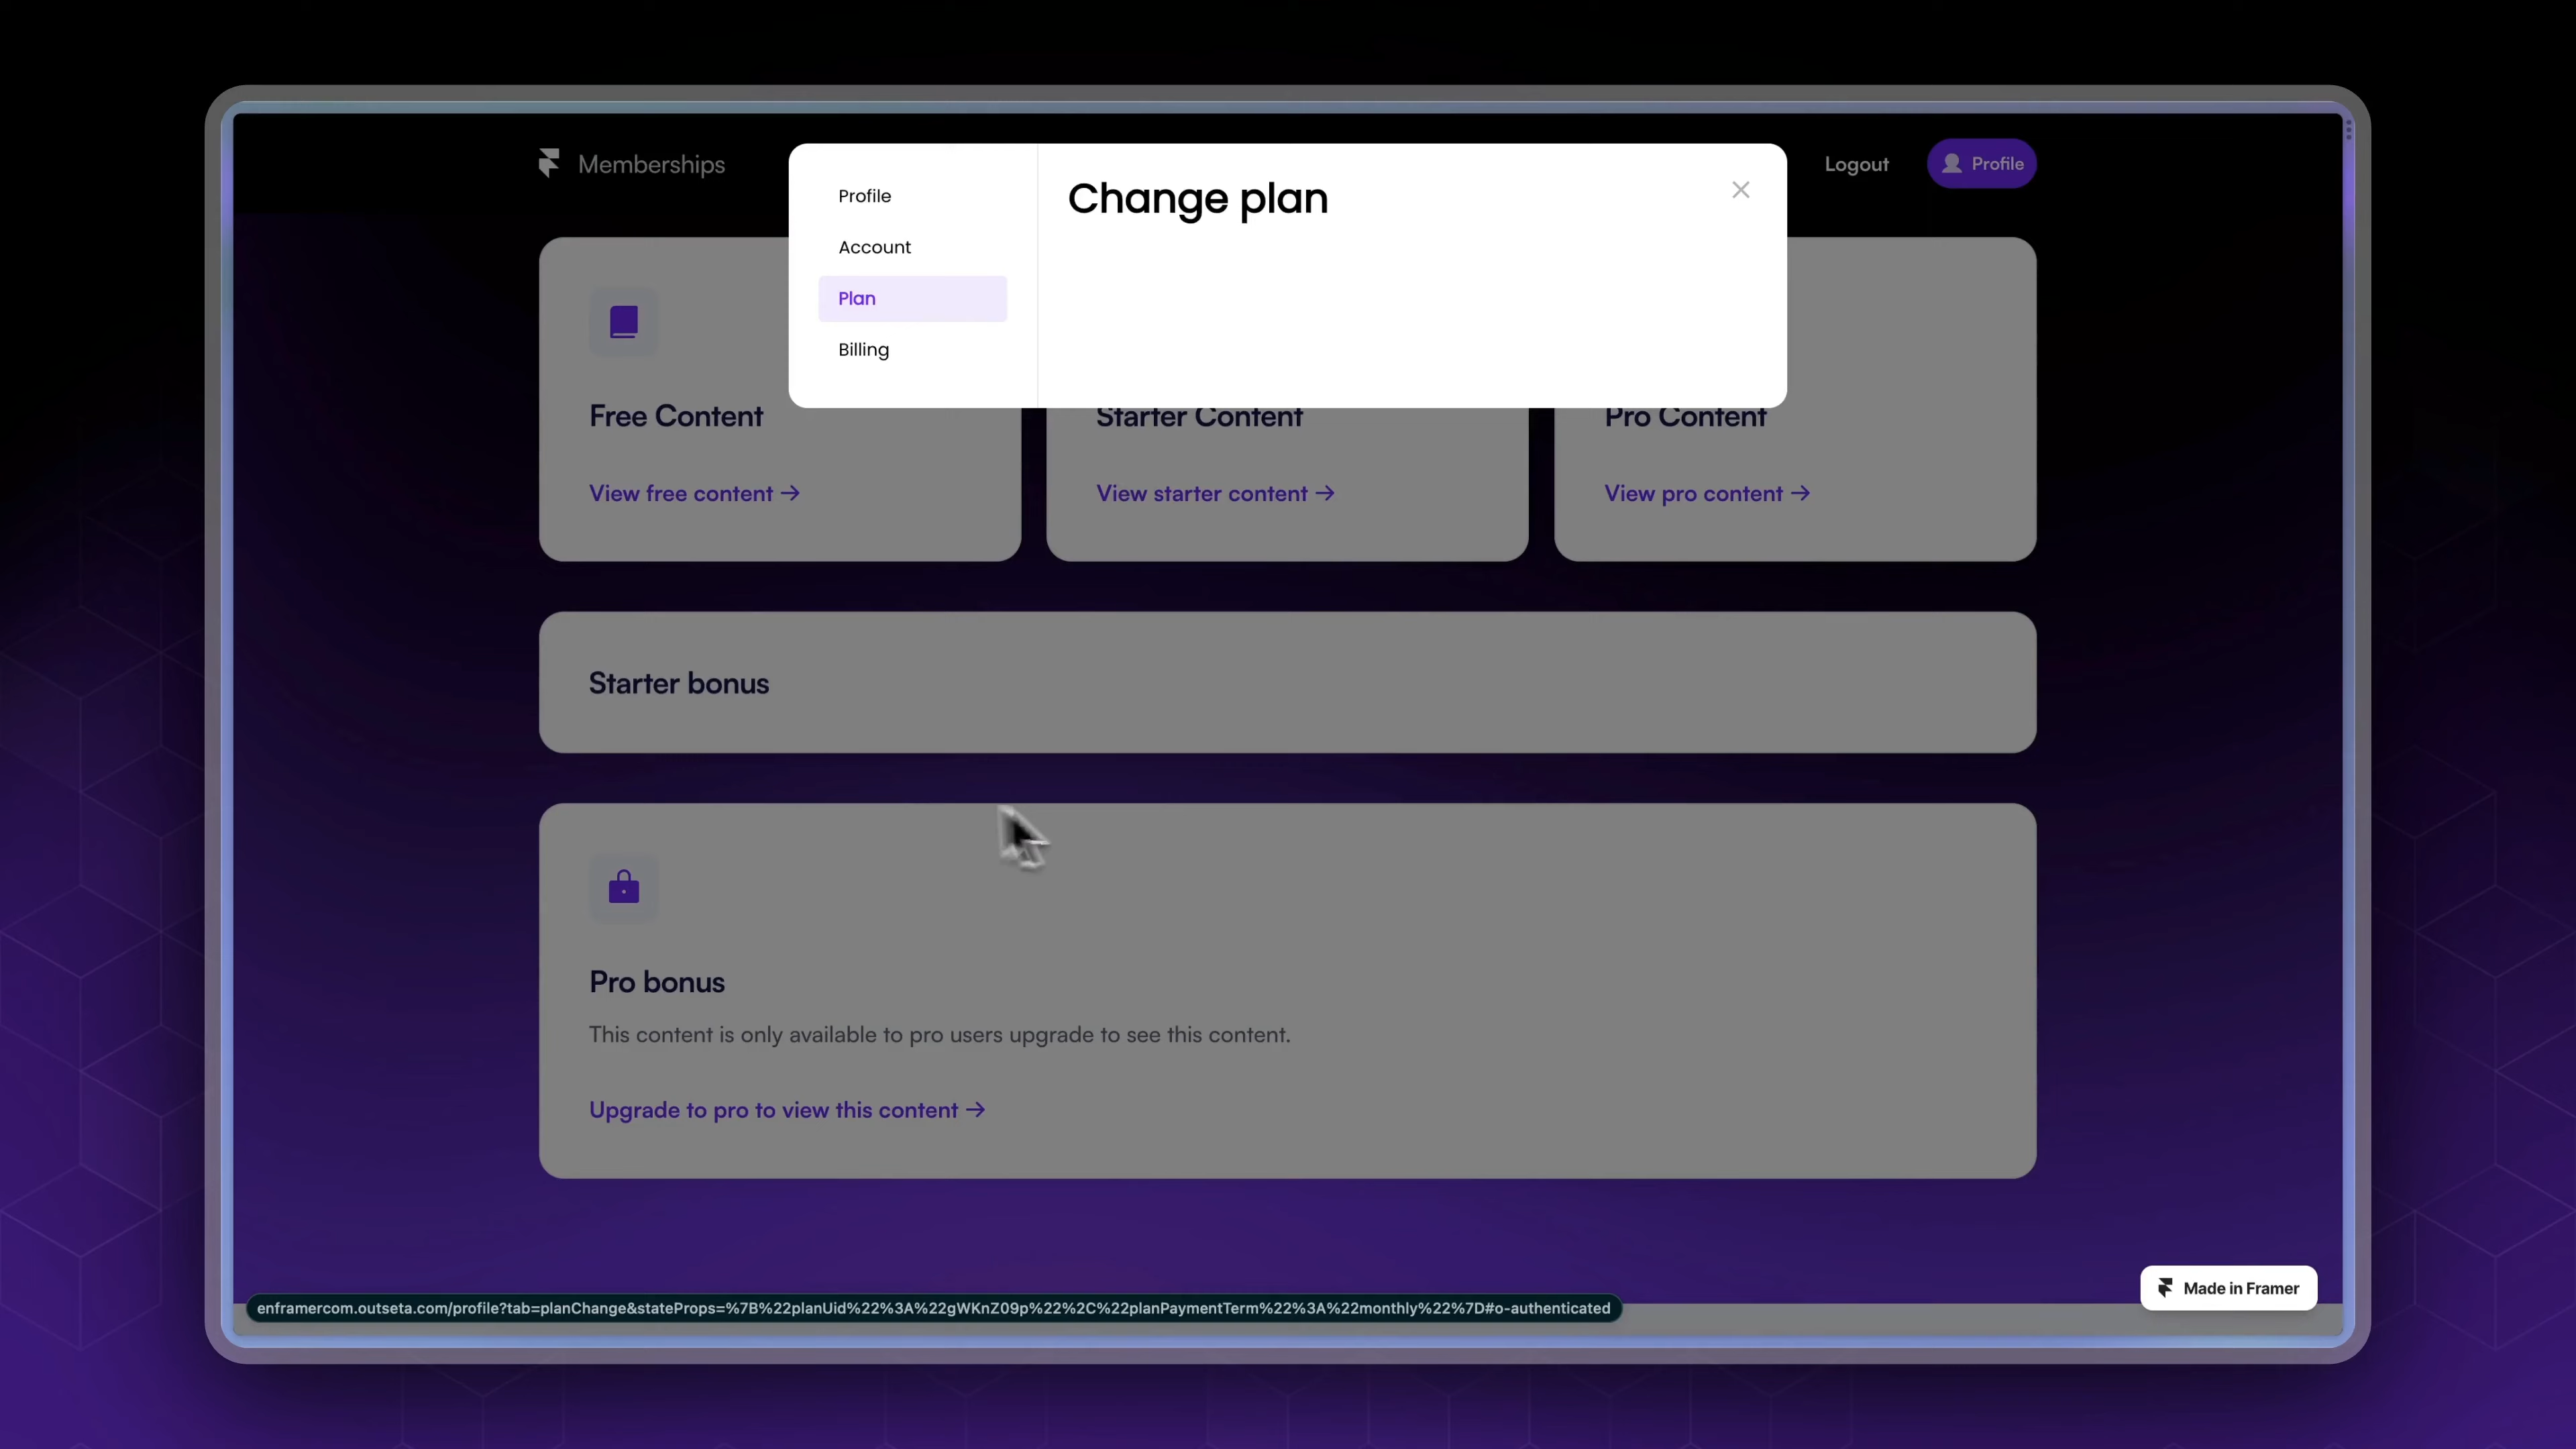 Memberships
Logout
Profile
Profile
Account
Plan
Billing
Change plan
Free Content
View free content →
Starter Content
View starter content →
Pro Content
View pro content →
Starter bonus
Pro bonus
This content is only available to pro users upgrade to see this content.
Upgrade to pro to view this content →
Made in Framer
enframercom.outseta.com/profile?tab=planChange&stateProps=%7B%22planUid%22%3A%22gWKnZ09p%22%2C%22planPaymentTerm%22%3A%22monthly%22%7D#o-authenticated